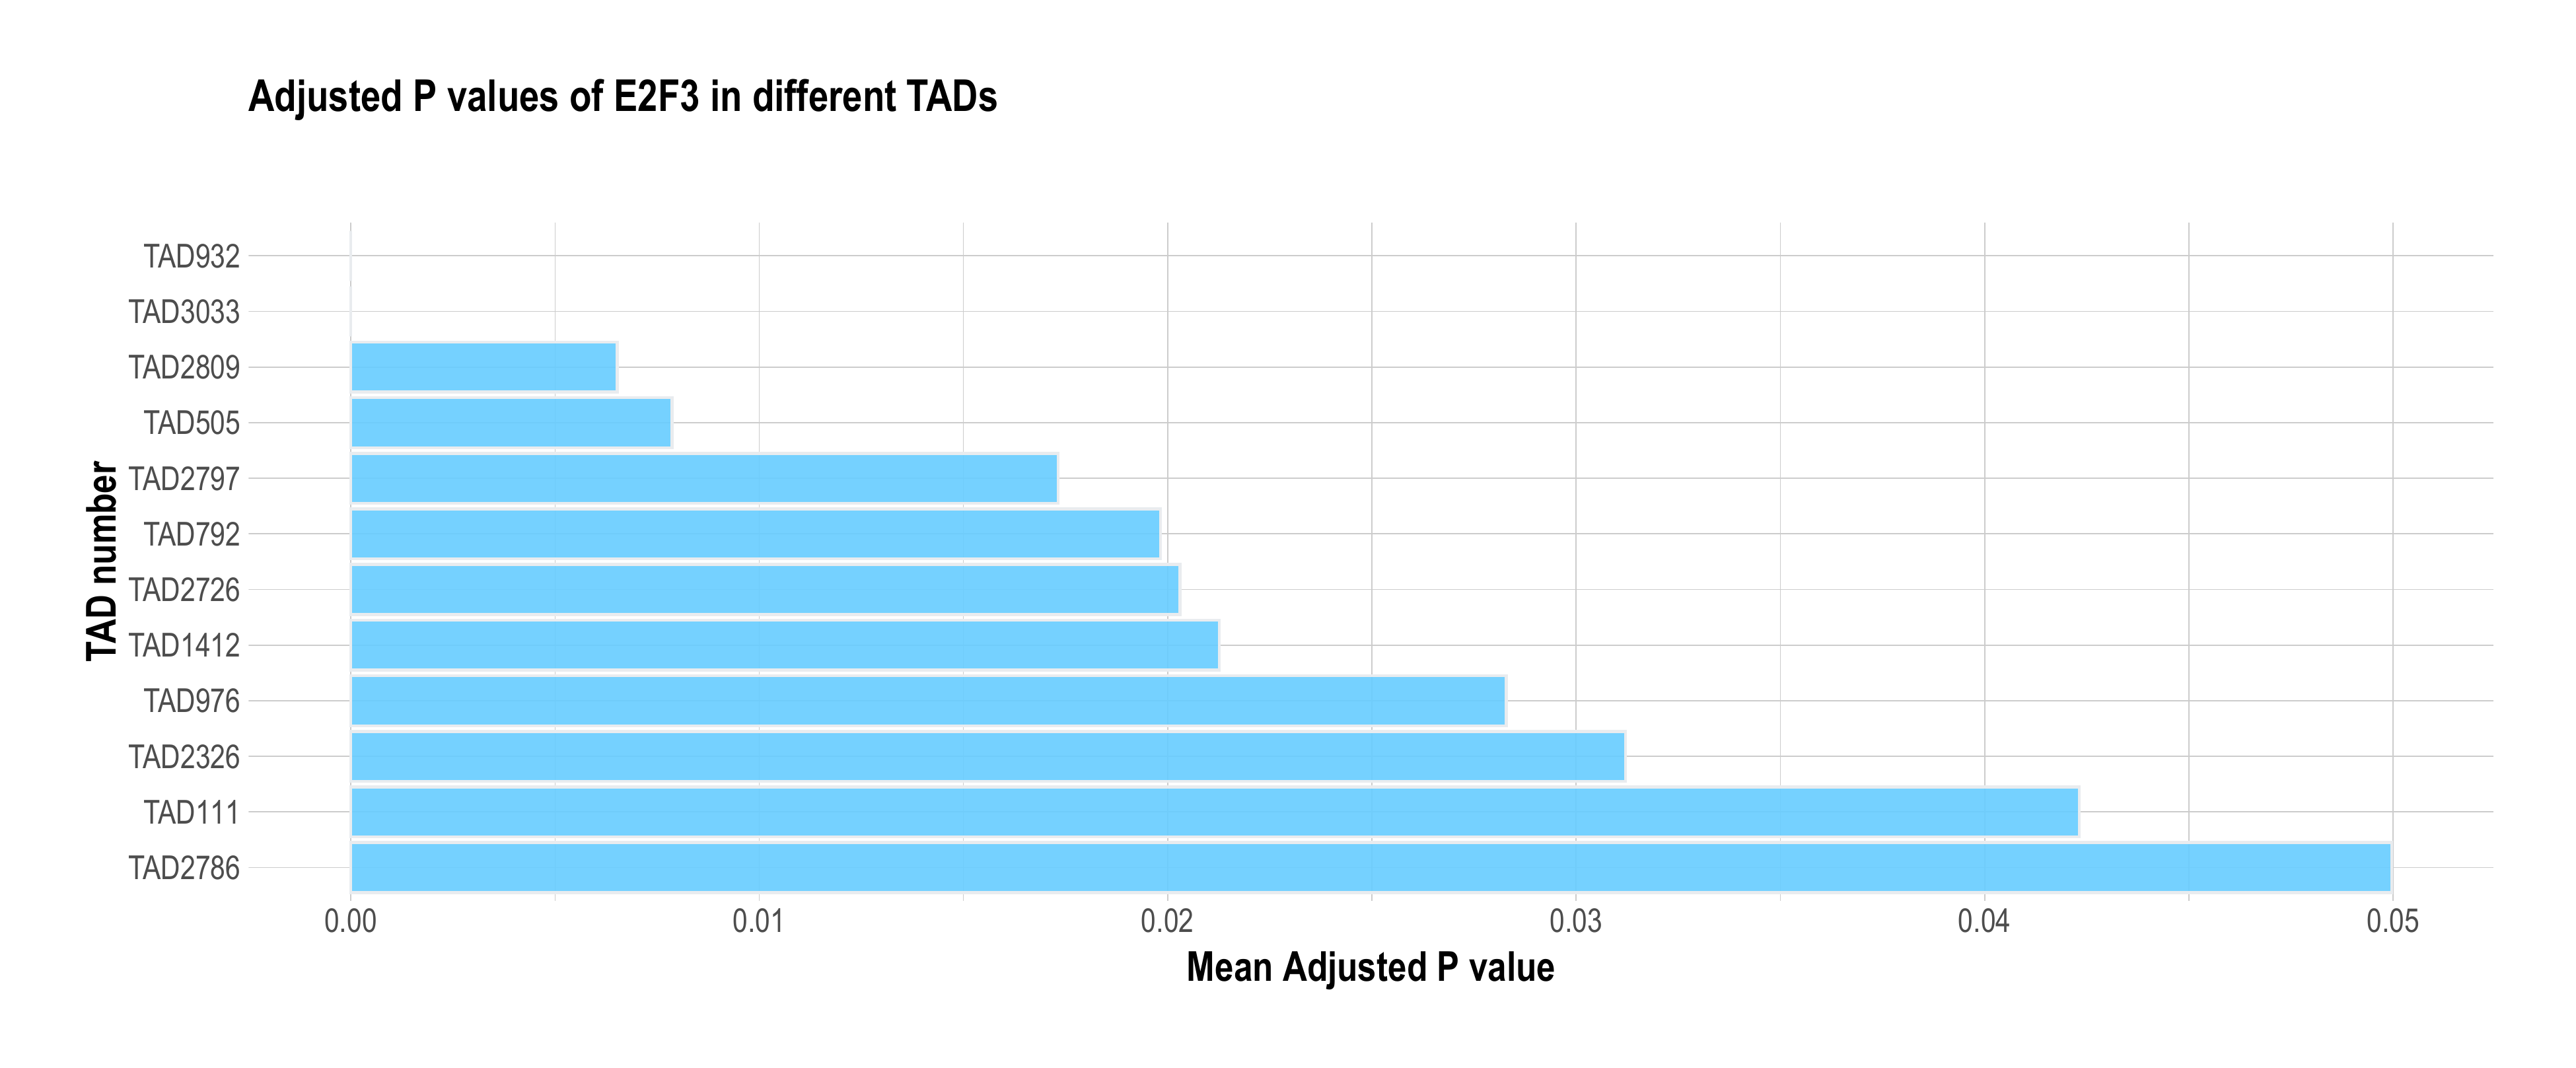 Adjusted P values of E2F3 in different TADs
TAD number
TAD932
TAD3033
TAD2809
TAD505
TAD2797
TAD792
TAD2726
TAD1412
TAD976
TAD2326
TAD111
TAD2786
0.00 0.01 0.02 0.03 0.04 0.05
Mean Adjusted P value